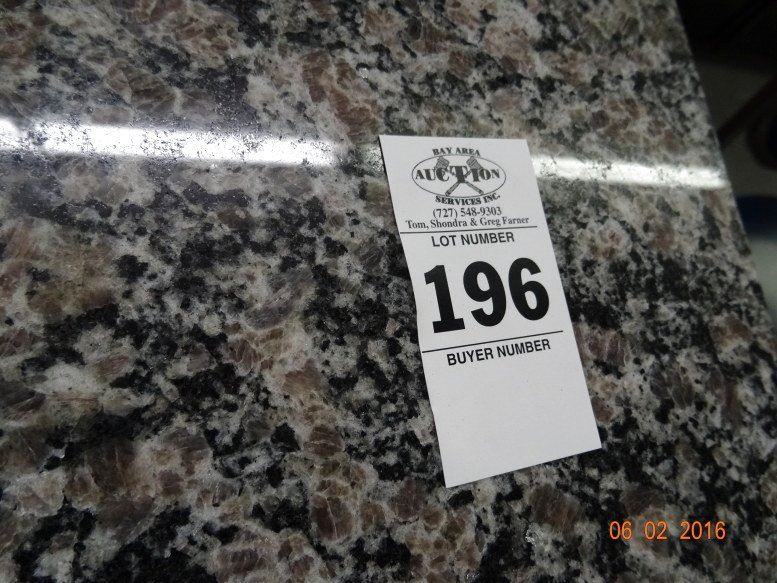 BAY AREA
AUCTION
SERVICES INC.
(727) 548-9303
Tom, Shondra & Greg Farner
LOT NUMBER
196
BUYER NUMBER
06 02 2016